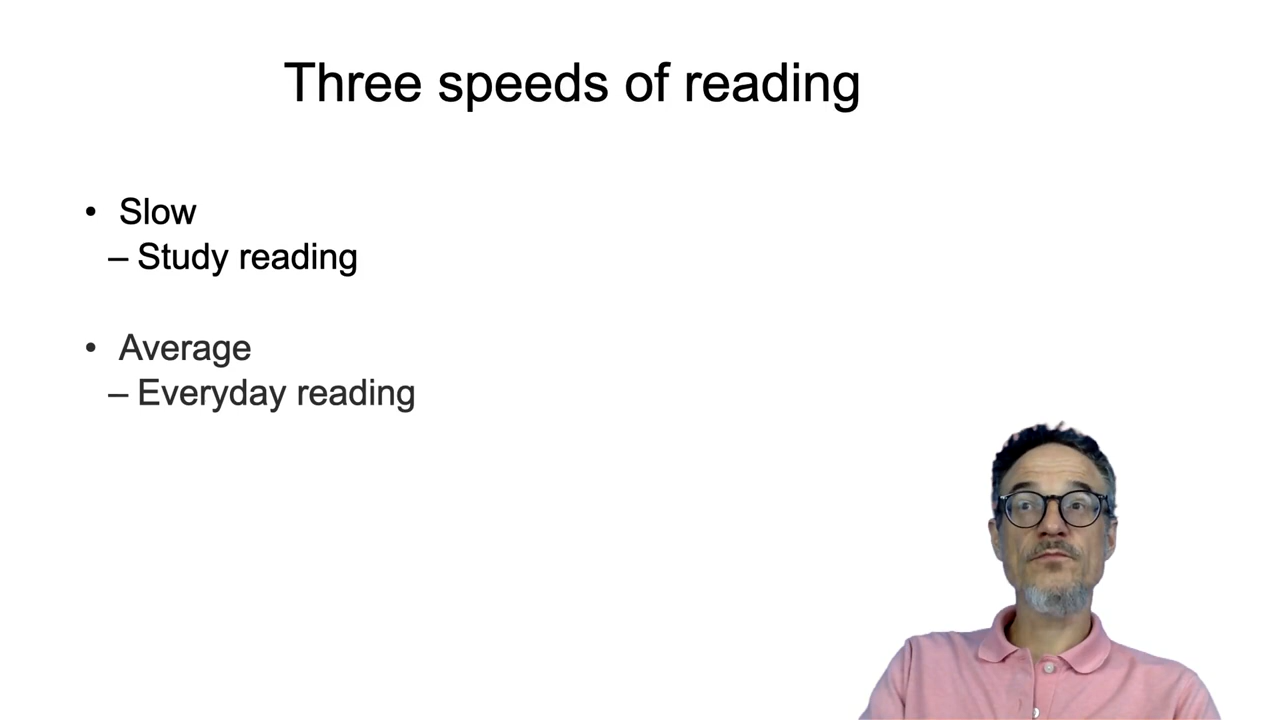 Three speeds of reading
• Slow
– Study reading
• Average
– Everyday reading